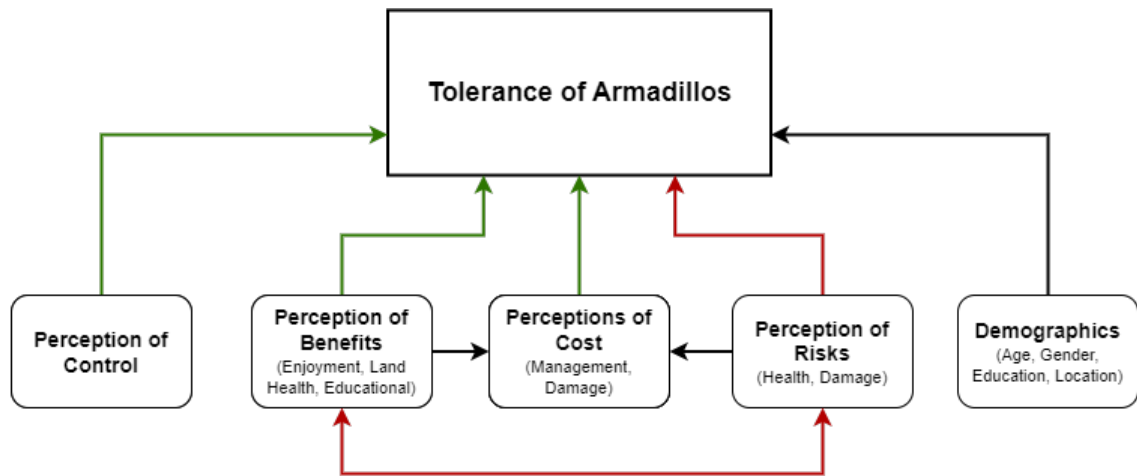 Tolerance of Armadillos
Perception of
Control
Perception of
Benefits
(Enjoyment, Land
Health, Educational)
Perceptions of
Cost
(Management,
Damage)
Perception of
Risks
(Health, Damage)
Demographics
(Age, Gender,
Education, Location)